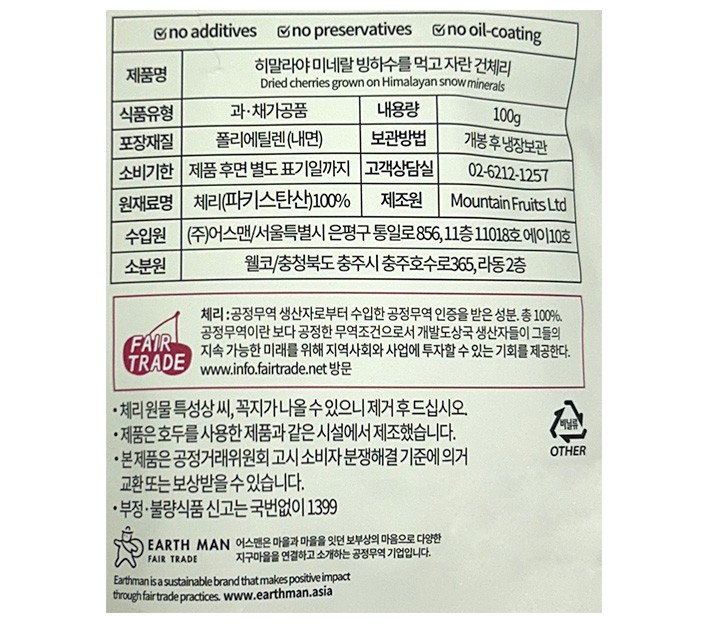 no additives no preservatives no oil-coating
제품명 히말라야 미네랄 빙하수를 먹고 자란 건체리
Dried cherries grown on Himalayan snow minerals
식품유형 과·채가공품 내용량 100g
포장재질 폴리에틸렌(내면) 보관방법 개봉 후 냉장보관
소비기한 제품 후면 별도 표기일까지 고객상담실 02-6212-1257
원재료명 체리(파키스탄산)100% 제조원 Mountain Fruits Ltd
수입원 (주)어스맨/서울특별시 은평구 통일로 856, 11층 11018호 에이10호
소분원 웰코/충청북도 충주시 충주호수로365, 라동 2층
FAIR TRADE
체리 : 공정무역 생산자로부터 수입한 공정무역 인증을 받은 성분. 총 100%.
공정무역이란 보다 공정한 무역조건으로서 개발도상국 생산자들이 그들의
지속 가능한 미래를 위해 지역사회와 사업에 투자할 수 있는 기회를 제공한다.
www.info.fairtrade.net 방문
• 체리 원물 특성상 씨, 꼭지가 나올 수 있으니 제거 후 드십시오.
• 제품은 호두를 사용한 제품과 같은 시설에서 제조했습니다.
• 본 제품은 공정거래위원회 고시 소비자 분쟁해결 기준에 의거
교환 또는 보상받을 수 있습니다.
• 부정·불량식품 신고는 국번없이 1399
비닐류
OTHER
EARTH MAN
FAIR TRADE
어스맨은 마을과 마을을 잇던 보부상의 마음으로 다양한
지구마을을 연결하고 소개하는 공정무역 기업입니다.
Earthman is a sustainable brand that makes positive impact
through fair trade practices. www.earthman.asia